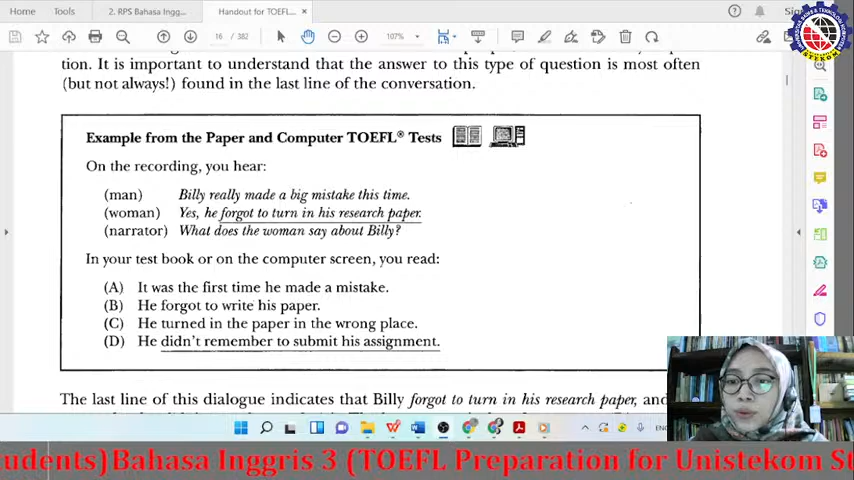 Home Tools 2. RPS Bahasa Ingg... Handout for TOEFL... ×
16 / 382 107%
tion. It is important to understand that the answer to this type of question is most often
(but not always!) found in the last line of the conversation.
Example from the Paper and Computer TOEFL® Tests
On the recording, you hear:
(man) Billy really made a big mistake this time.
(woman) Yes, he forgot to turn in his research paper.
(narrator) What does the woman say about Billy?
In your test book or on the computer screen, you read:
(A) It was the first time he made a mistake.
(B) He forgot to write his paper.
(C) He turned in the paper in the wrong place.
(D) He didn't remember to submit his assignment.
The last line of this dialogue indicates that Billy forgot to turn in his research paper, and
STEKOM
tudents) Bahasa Inggris 3 (TOEFL Preparation for Unistekom St